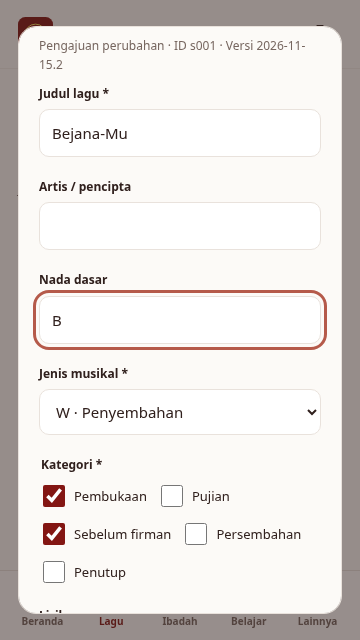 Pengajuan perubahan · ID s001 · Versi 2026-11-
15.2
Judul lagu *
Bejana-Mu
Artis / pencipta
Nada dasar
B
Jenis musikal *
W · Penyembahan
Kategori *
Pembukaan Pujian
Sebelum firman Persembahan
Penutup
Beranda Lagu Ibadah Belajar Lainnya